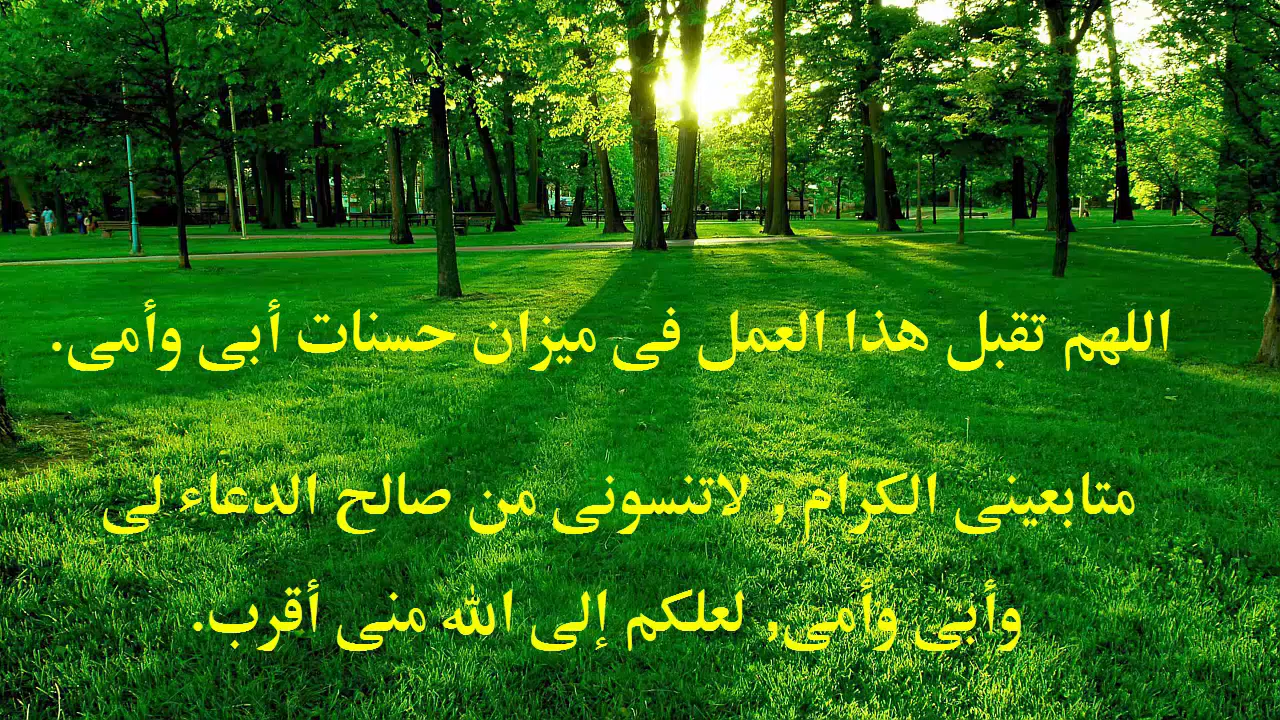 اللهم تقبل هذا العمل فى ميزان حسنات أبى وأمى.
متابعينى الكرام, لاتنسونى من صالح الدعاء لى
وأبى وأمى, لعلكم إلى الله منى أقرب.